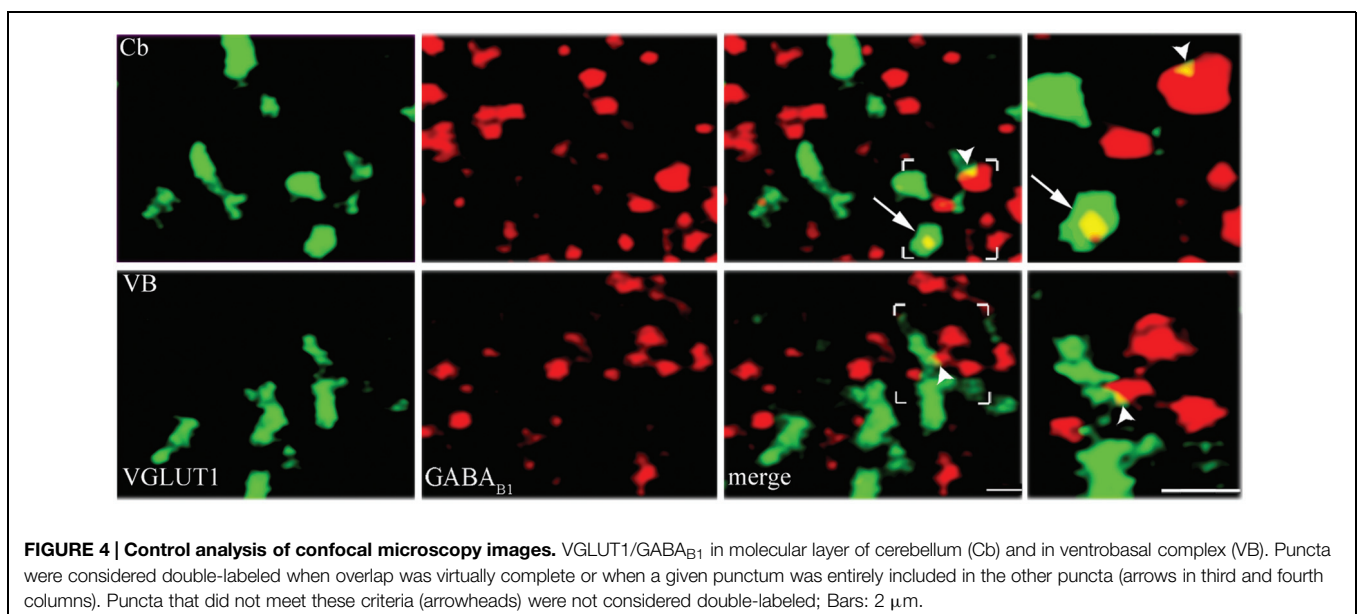 Cb
VB
VGLUT1
GABAB1
merge
FIGURE 4 | Control analysis of confocal microscopy images. VGLUT1/GABAB1 in molecular layer of cerebellum (Cb) and in ventrobasal complex (VB). Puncta
were considered double-labeled when overlap was virtually complete or when a given punctum was entirely included in the other puncta (arrows in third and fourth
columns). Puncta that did not meet these criteria (arrowheads) were not considered double-labeled; Bars: 2 μm.